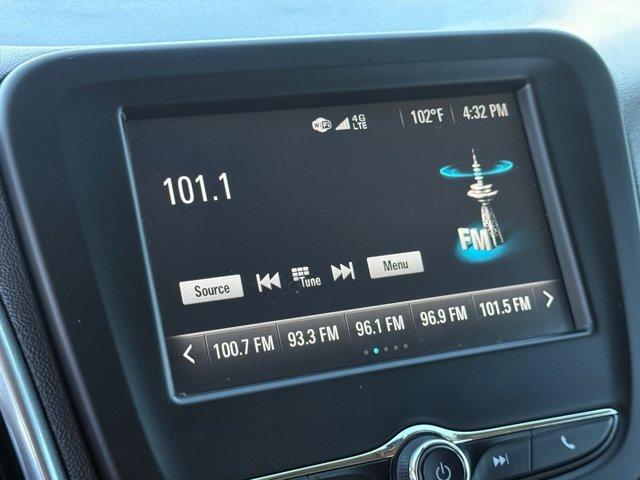 WiFi 4G LTE 102°F 4:32 PM
101.1
FM
Source Tune Menu
100.7 FM 93.3 FM 96.1 FM 96.9 FM 101.5 FM